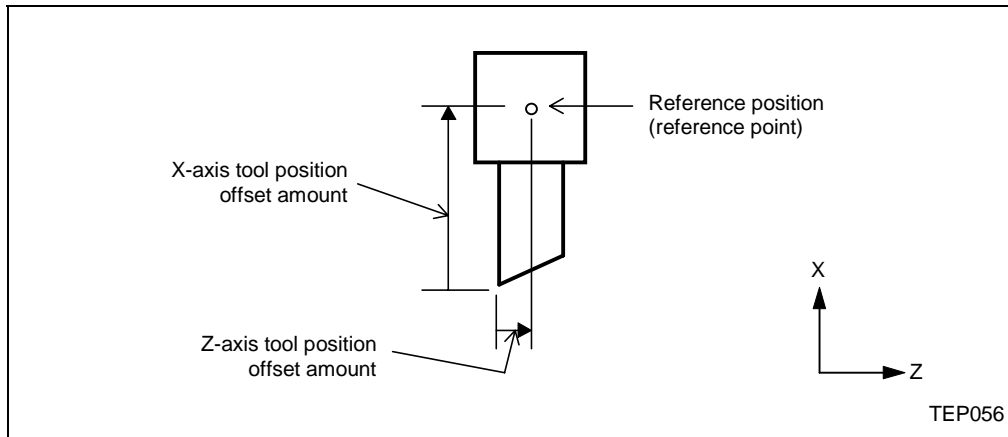 Reference position
(reference point)
X-axis tool position
offset amount
Z-axis tool position
offset amount
X
Z
TEP056